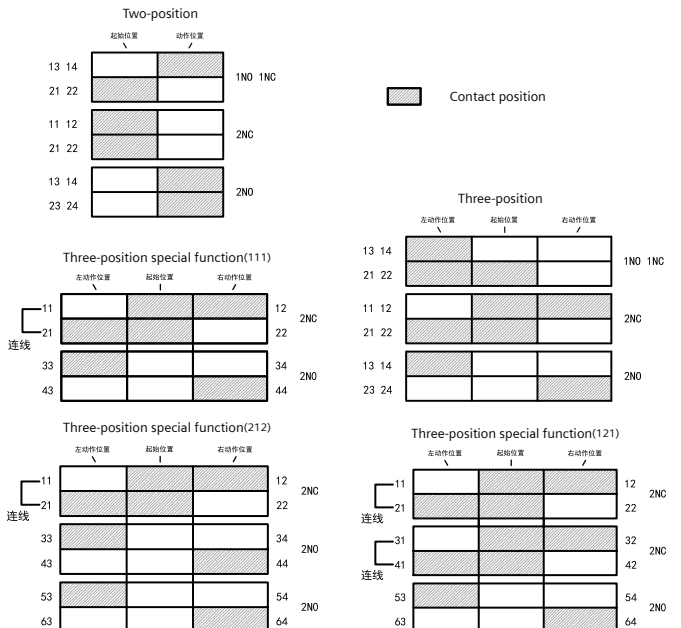 Two-position
起始位置 动作位置
13 14
21 22
1NO 1NC
11 12
21 22
2NC
13 14
23 24
2NO
Contact position
Three-position
左动作位置 起始位置 右动作位置
13 14
21 22
1NO 1NC
11 12
21 22
2NC
13 14
23 24
2NO
Three-position special function(111)
左动作位置 起始位置 右动作位置
11 12
21 22
连线
2NC
33 34
43 44
2NO
Three-position special function(212)
左动作位置 起始位置 右动作位置
11 12
21 22
连线
2NC
33 34
43 44
2NO
53 54
63 64
2NO
Three-position special function(121)
左动作位置 起始位置 右动作位置
11 12
21 22
连线
2NC
31 32
41 42
连线
2NC
53 54
63 64
2NO